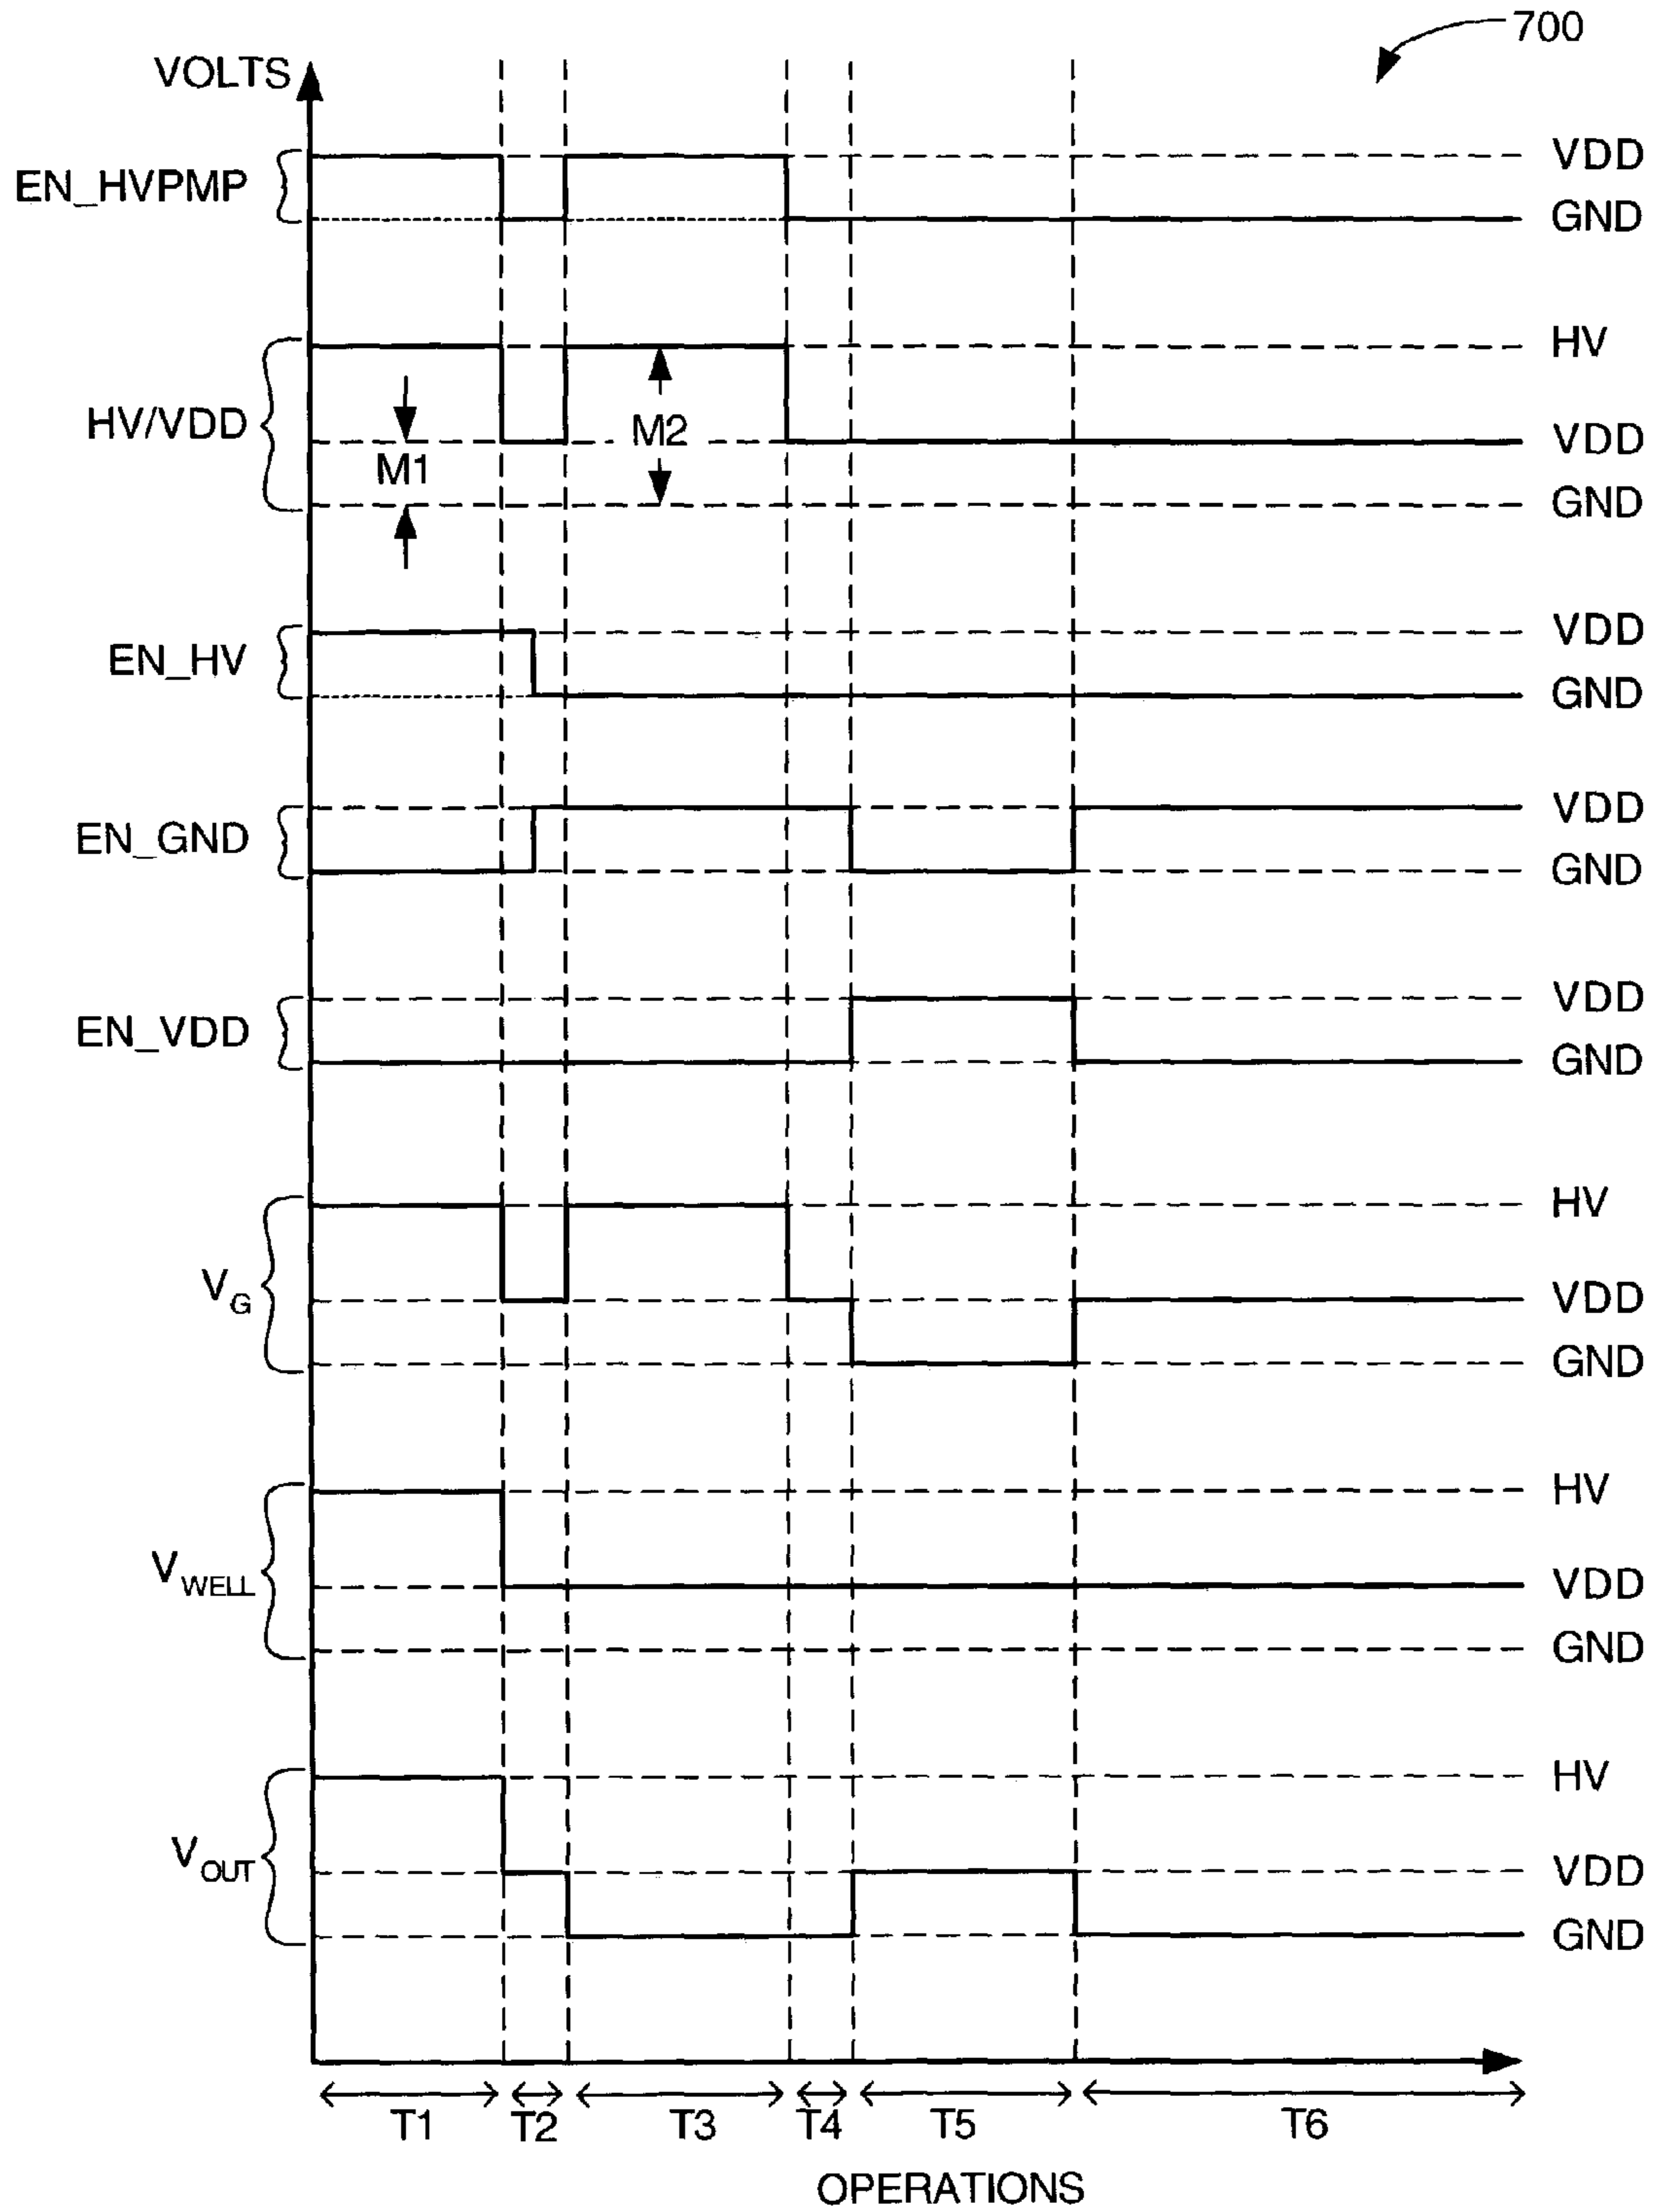 700
VOLTS
EN_HVPMP
VDD
GND
HV/VDD
HV
M2
VDD
M1
GND
EN_HV
VDD
GND
EN_GND
VDD
GND
EN_VDD
VDD
GND
VG
HV
VDD
GND
VWELL
HV
VDD
GND
VOUT
HV
VDD
GND
T1 T2 T3 T4 T5 T6
OPERATIONS